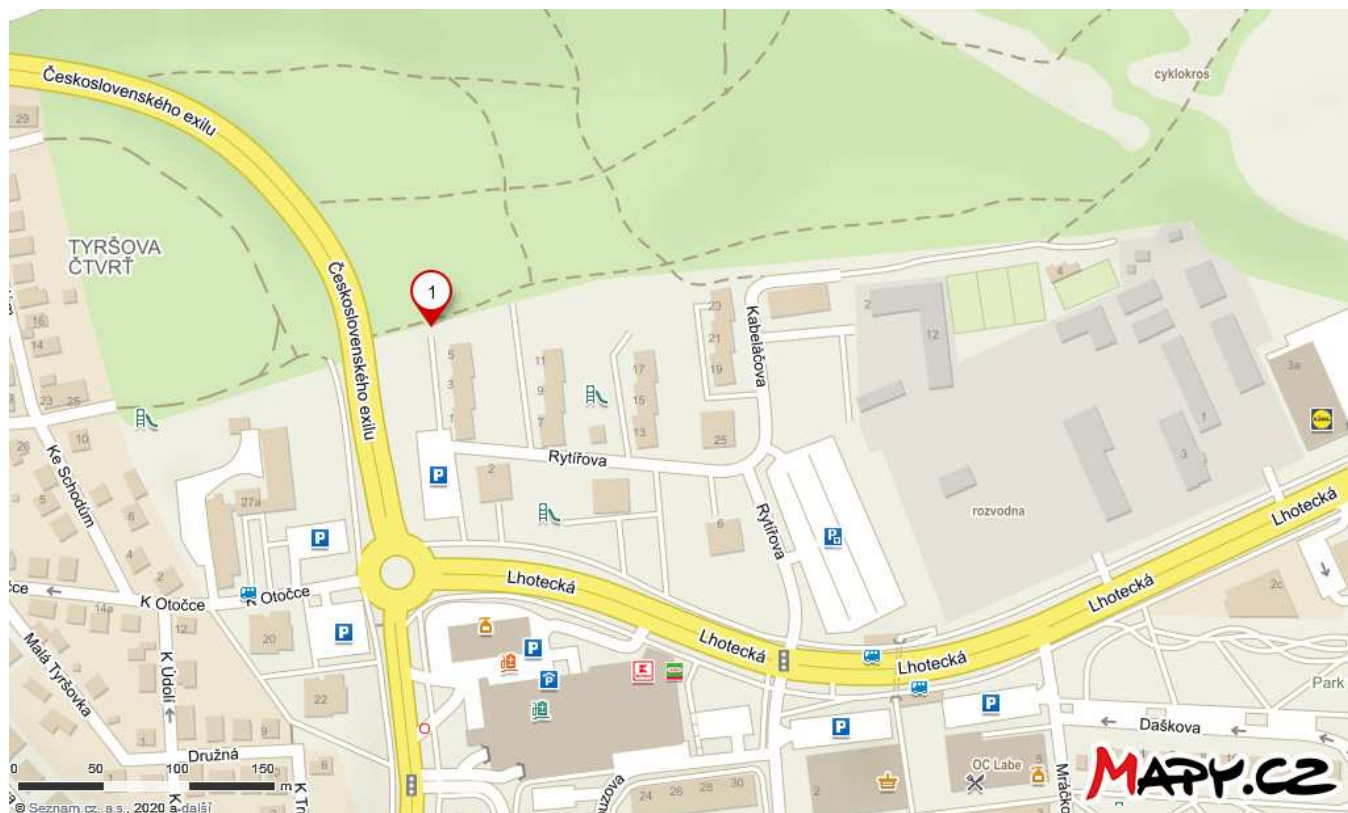 cyklokros
Československého exilu
29
TYRŠOVA
ČTVRŤ
Československého exilu
1
4
2
12
23
21
19
Kabeláčova
16
14
5
3
1
11
9
7
17
15
13
3a
1
3
23
25
10
26
Ke Schodům
Rytířova
25
2
LIDL
5
6
27a
rozvodna
Lhotecká
6
Rytířova
4
2
Lhotecká
K Otočce
K Otočce
Lhotecká
2c
14a
12
20
Malá Tyršovka
K Údolí
Lhotecká
Lhotecká
Park
22
Daškova
1
9
Družná
6
OC Labe
5
Mráčko
24
26
28
30
2
0
50
100
150
m
© Seznam.cz, a.s., 2020 a další
MAPY.CZ